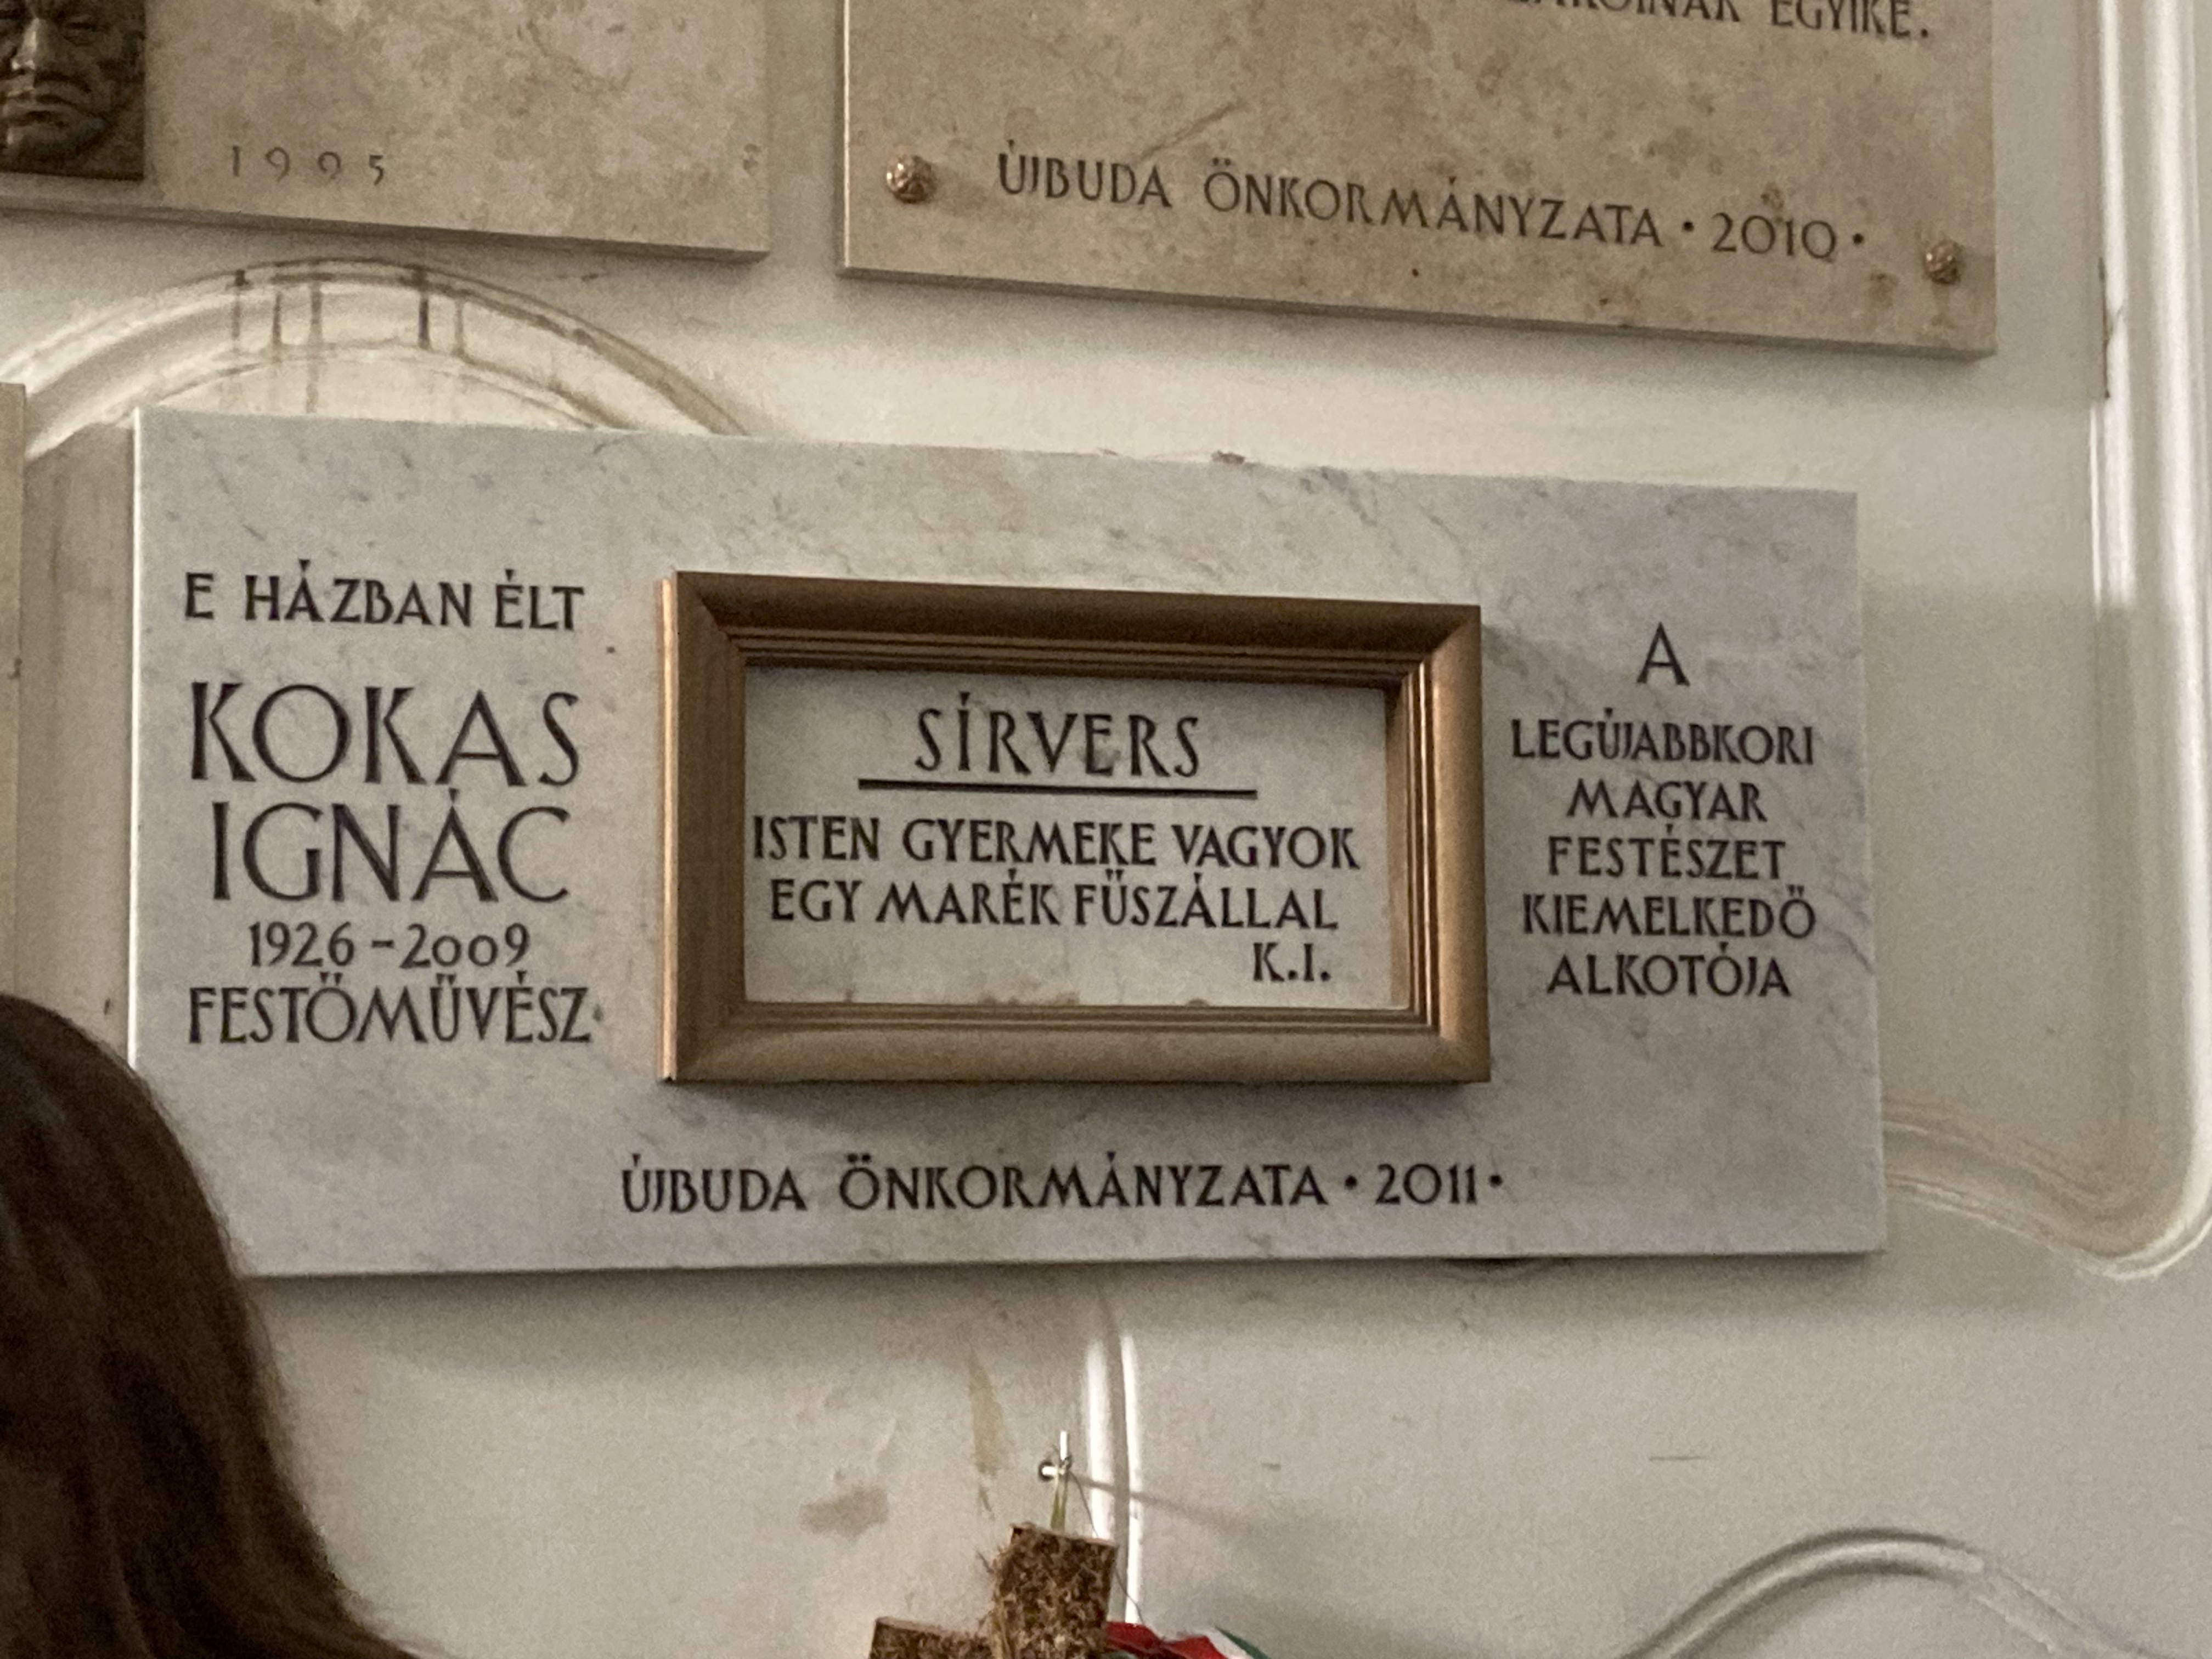 EGYIKE.
1995
ÚJBUDA ÖNKORMÁNYZATA • 2010 •
E HÁZBAN ÉLT
KOKAS
IGNÁC
1926 - 2009
FESTŐMŰVÉSZ
SÍRVERS
ISTEN GYERMEKE VAGYOK
EGY MARÉK FŰSZÁLLAL
K.I.
A
LEGÚJABBKORI
MAGYAR
FESTÉSZET
KIEMELKEDŐ
ALKOTÓJA
ÚJBUDA ÖNKORMÁNYZATA • 2011 •